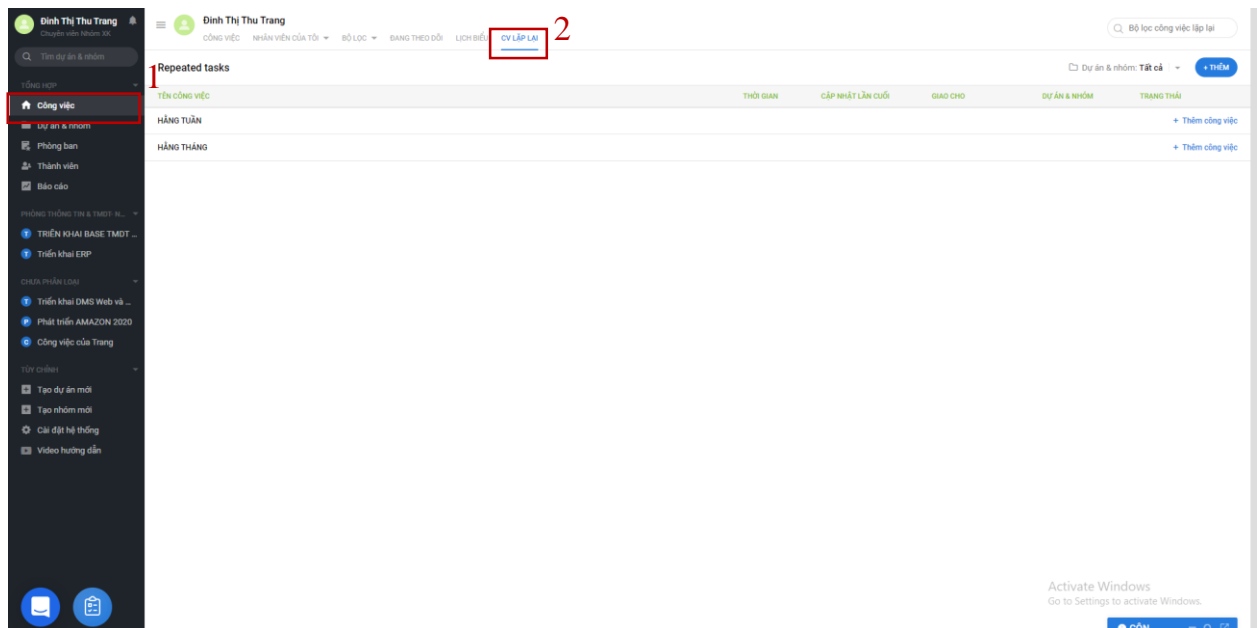 Đinh Thị Thu Trang
Chuyên viên Nhóm XK
Tìm dự án & nhóm
TỔNG HỢP
1
Công việc
Dự án & nhóm
Phòng ban
Thành viên
Báo cáo
PHÒNG THÔNG TIN & TMDT- N...
TRIỂN KHAI BASE TMDT ...
Triển khai ERP
CHƯA PHÂN LOẠI
Triển khai DMS Web và ...
Phát triển AMAZON 2020
Công việc của Trang
TÙY CHỈNH
Tạo dự án mới
Tạo nhóm mới
Cài đặt hệ thống
Video hướng dẫn
Đinh Thị Thu Trang
CÔNG VIỆC NHÂN VIÊN CỦA TÔI BỘ LỌC ĐANG THEO DÕI LỊCH BIỂU CV LẶP LẠI 2
Bộ lọc công việc lặp lại
Repeated tasks
Dự án & nhóm: Tất cả + THÊM
TÊN CÔNG VIỆC THỜI GIAN CẬP NHẬT LẦN CUỐI GIAO CHO DỰ ÁN & NHÓM TRẠNG THÁI
HẰNG TUẦN + Thêm công việc
HẰNG THÁNG + Thêm công việc
Activate Windows
Go to Settings to activate Windows.